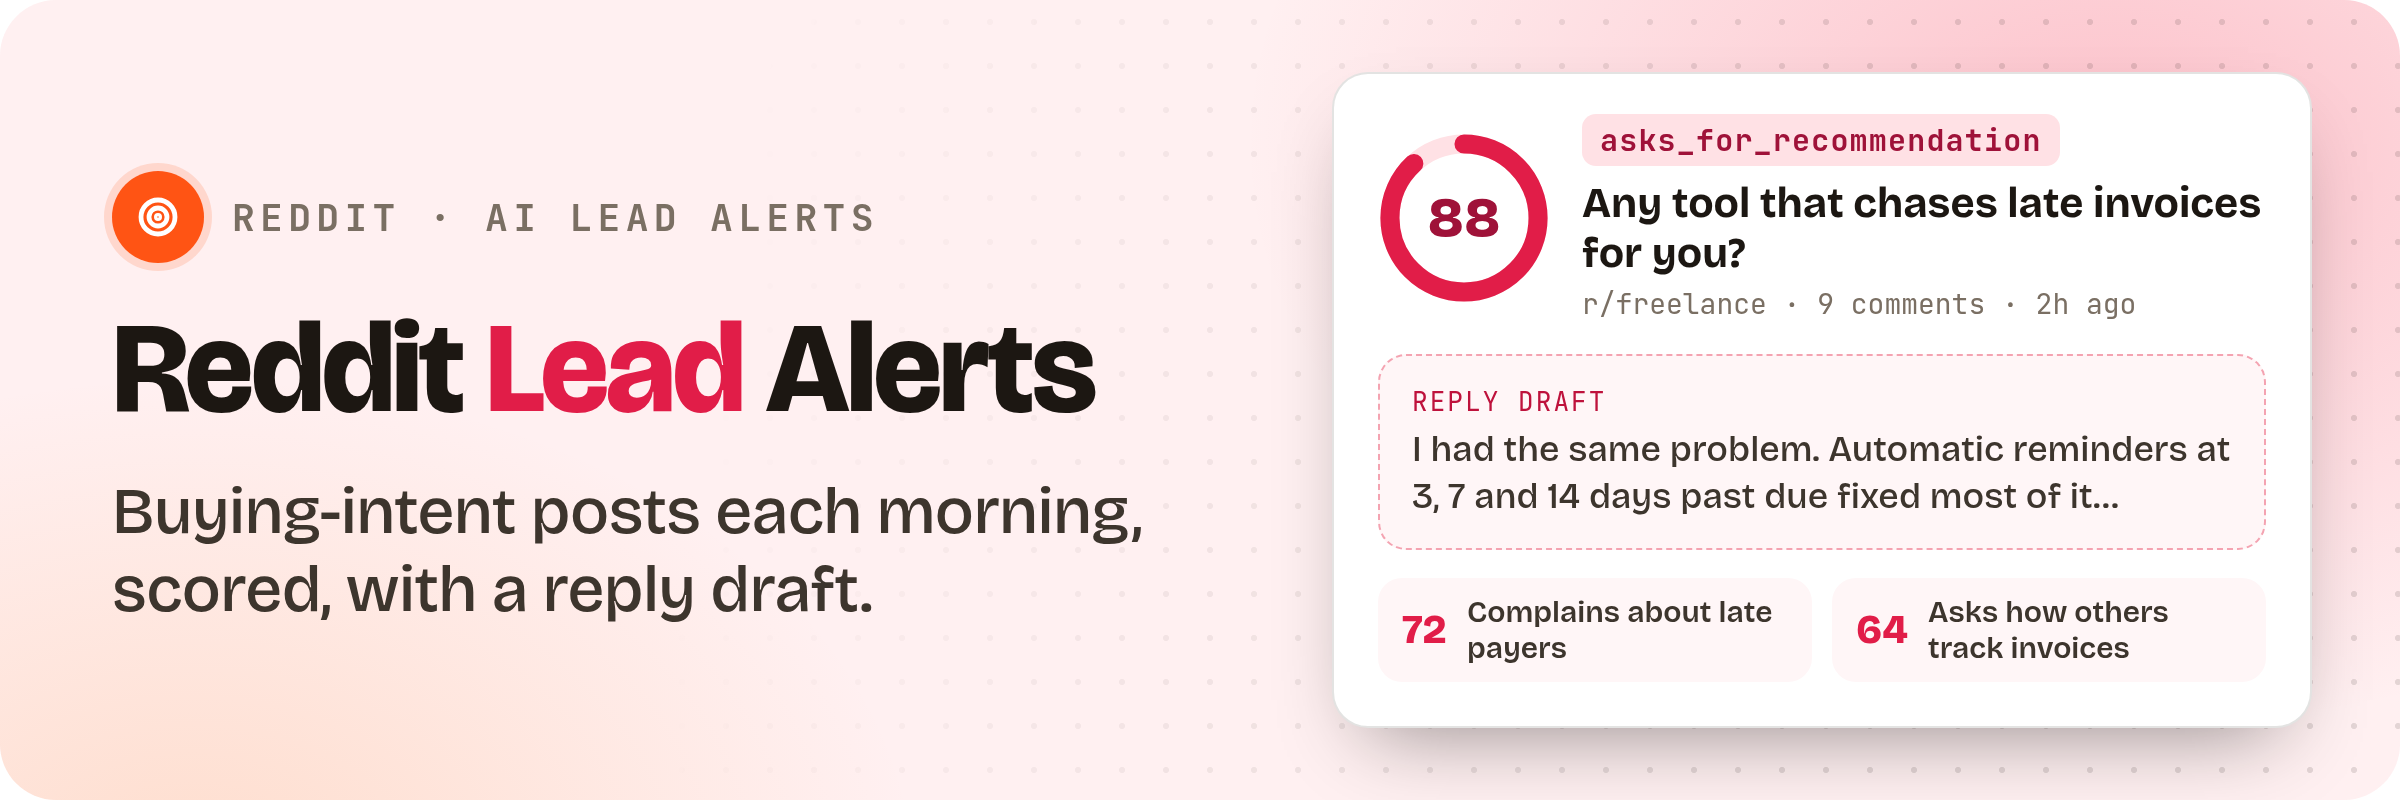 REDDIT · AI LEAD ALERTS
Reddit Lead Alerts
Buying-intent posts each morning,
scored, with a reply draft.
88
asks_for_recommendation
Any tool that chases late invoices
for you?
r/freelance · 9 comments · 2h ago
REPLY DRAFT
I had the same problem. Automatic reminders at
3, 7 and 14 days past due fixed most of it...
72
Complains about late
payers
64
Asks how others
track invoices